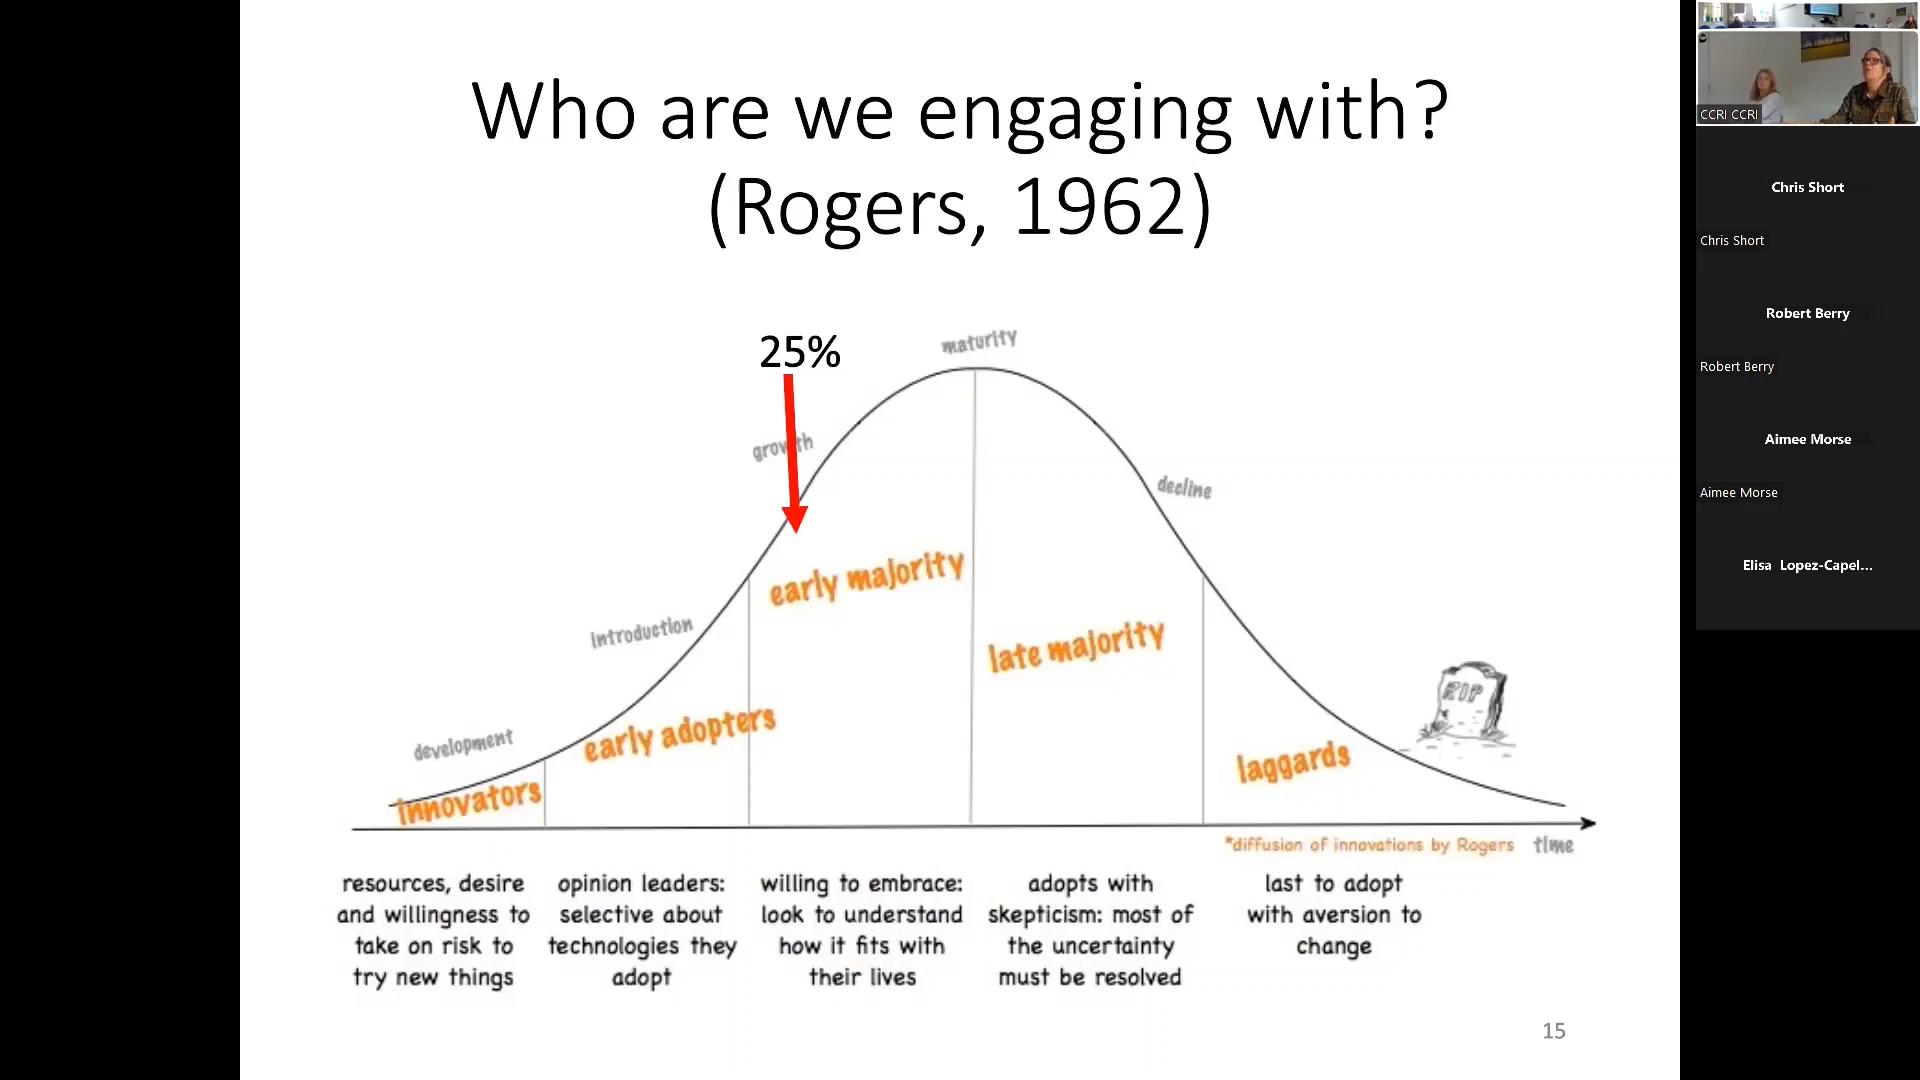 Who are we engaging with?
(Rogers, 1962)
25%
maturity
growth
decline
introduction
development
early majority
late majority
early adopters
innovators
laggards
RIP
*diffusion of innovations by Rogers
time
resources, desire
and willingness to
take on risk to
try new things
opinion leaders:
selective about
technologies they
adopt
willing to embrace:
look to understand
how it fits with
their lives
adopts with
skepticism: most of
the uncertainty
must be resolved
last to adopt
with aversion to
change
15
CCRI CCRI
Chris Short
Chris Short
Robert Berry
Robert Berry
Aimee Morse
Aimee Morse
Elisa Lopez-Capel...